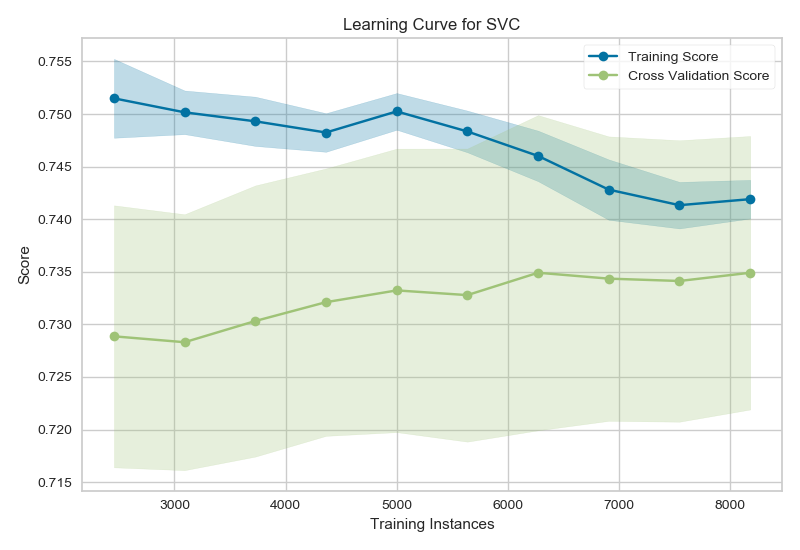 Learning Curve for SVC
Training Score
Cross Validation Score
0.755
0.750
0.745
0.740
0.735
0.730
0.725
0.720
0.715
Score
3000 4000 5000 6000 7000 8000
Training Instances